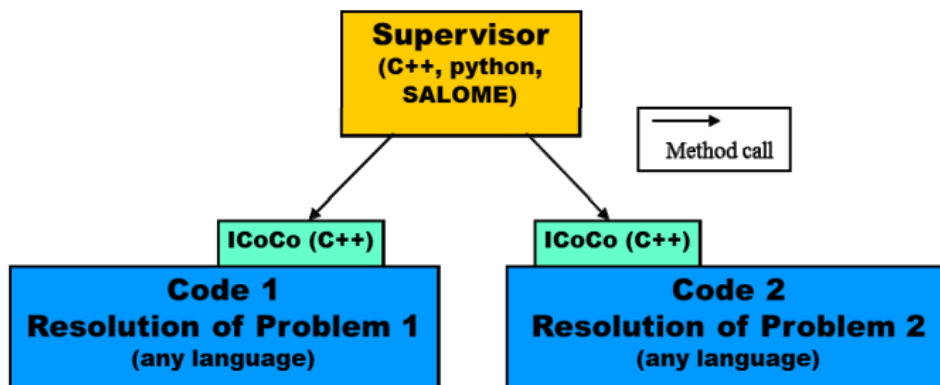 Supervisor
(C++, python,
SALOME)
Method call
ICoCo (C++)
ICoCo (C++)
Code 1
Resolution of Problem 1
(any language)
Code 2
Resolution of Problem 2
(any language)